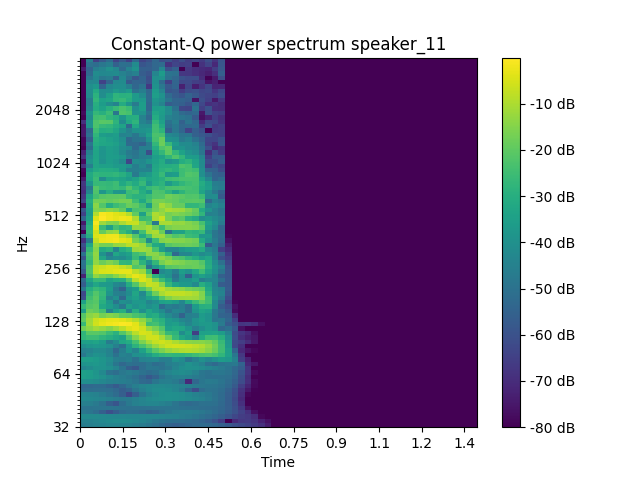 Constant-Q power spectrum speaker_11
Hz
2048
1024
512
256
128
64
32
0 0.15 0.3 0.45 0.6 0.75 0.9 1.1 1.2 1.4
Time
-10 dB
-20 dB
-30 dB
-40 dB
-50 dB
-60 dB
-70 dB
-80 dB